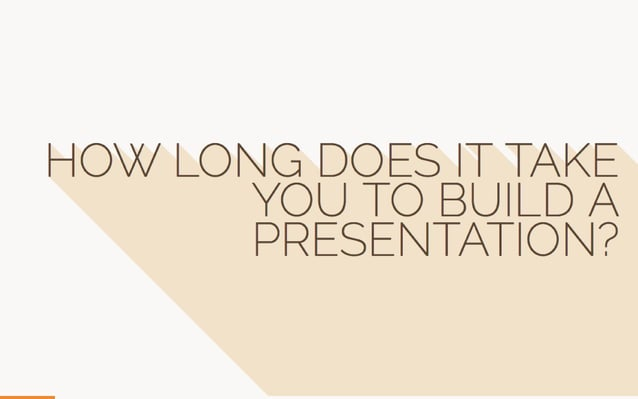 HOW LONG DOES IT TAKE
YOU TO BUILD A
PRESENTATION?